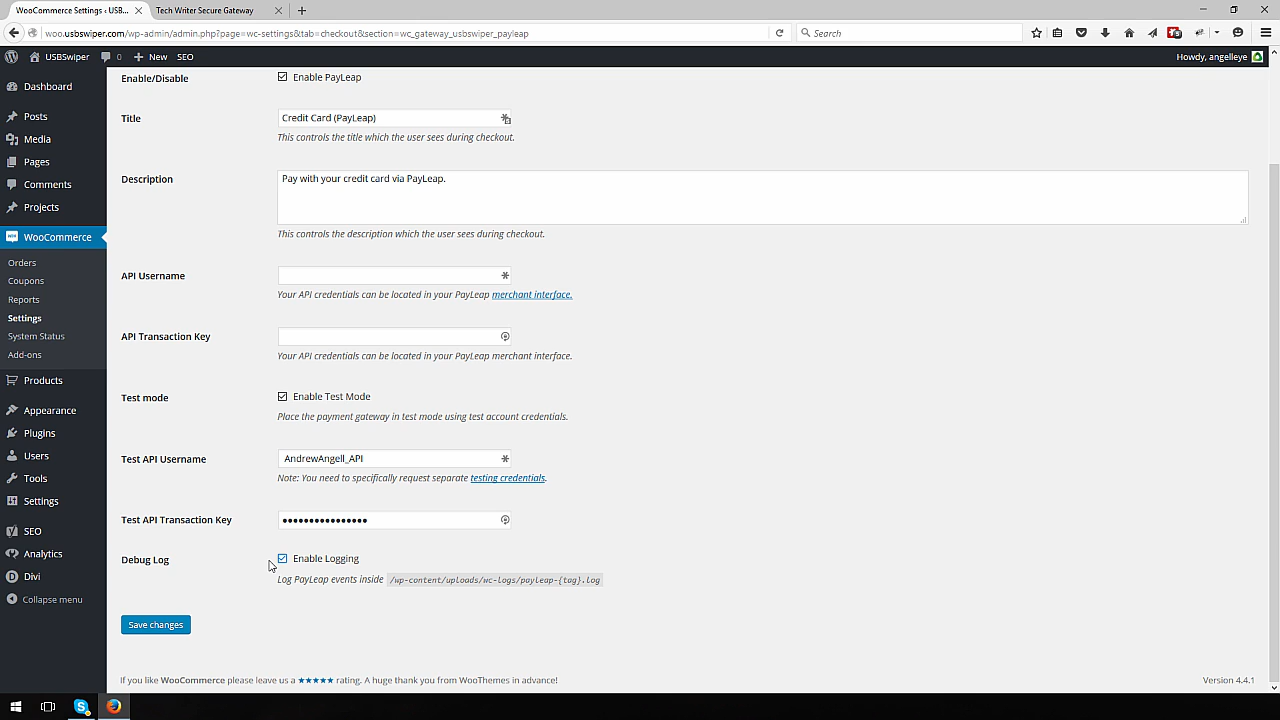 WooCommerce Settings ‹ USB...
Tech Writer Secure Gateway
woo.usbswiper.com/wp-admin/admin.php?page=wc-settings&tab=checkout&section=wc_gateway_usbswiper_payleap
Search
USBSwiper
0
New
SEO
Howdy, angelleye
Dashboard
Posts
Media
Pages
Comments
Projects
WooCommerce
Orders
Coupons
Reports
Settings
System Status
Add-ons
Products
Appearance
Plugins
Users
Tools
Settings
SEO
Analytics
Divi
Collapse menu
Enable/Disable
Enable PayLeap
Title
Credit Card (PayLeap)
This controls the title which the user sees during checkout.
Description
Pay with your credit card via PayLeap.
This controls the description which the user sees during checkout.
API Username
Your API credentials can be located in your PayLeap merchant interface.
API Transaction Key
Your API credentials can be located in your PayLeap merchant interface.
Test mode
Enable Test Mode
Place the payment gateway in test mode using test account credentials.
Test API Username
AndrewAngell_API
Note: You need to specifically request separate testing credentials.
Test API Transaction Key
••••••••••••••••
Debug Log
Enable Logging
Log PayLeap events inside /wp-content/uploads/wc-logs/payleap-{tag}.log
Save changes
If you like WooCommerce please leave us a ★★★★★ rating. A huge thank you from WooThemes in advance!
Version 4.4.1